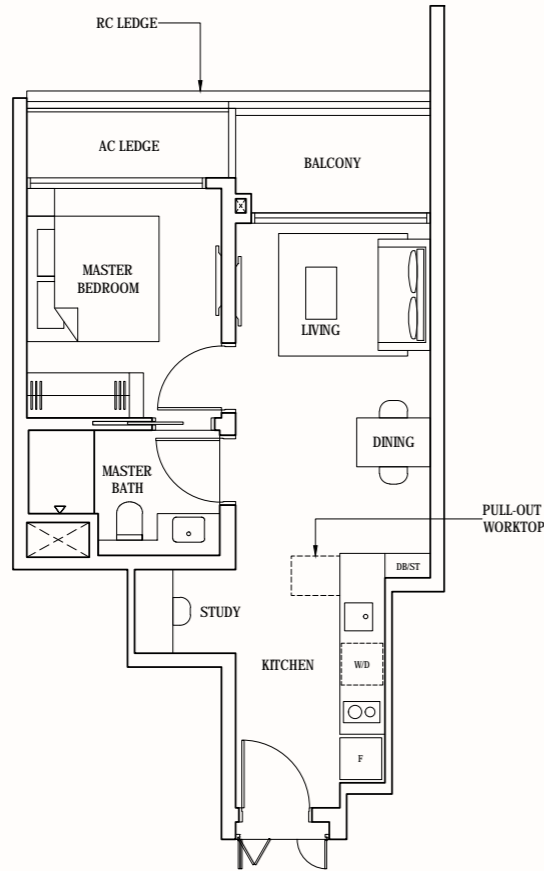 RC LEDGE
AC LEDGE
BALCONY
MASTER
BEDROOM
LIVING
DINING
MASTER
BATH
PULL-OUT
WORKTOP
DB/ST
STUDY
KITCHEN
W/D
F